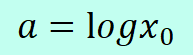 a = logx₀